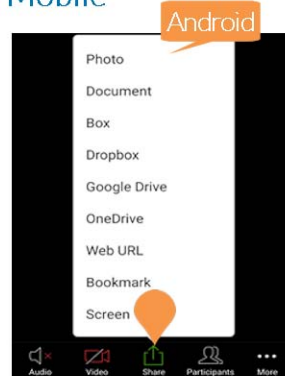 Mobile
Android
Photo
Document
Box
Dropbox
Google Drive
OneDrive
Web URL
Bookmark
Screen
Audio
Video
Share
Participants
More